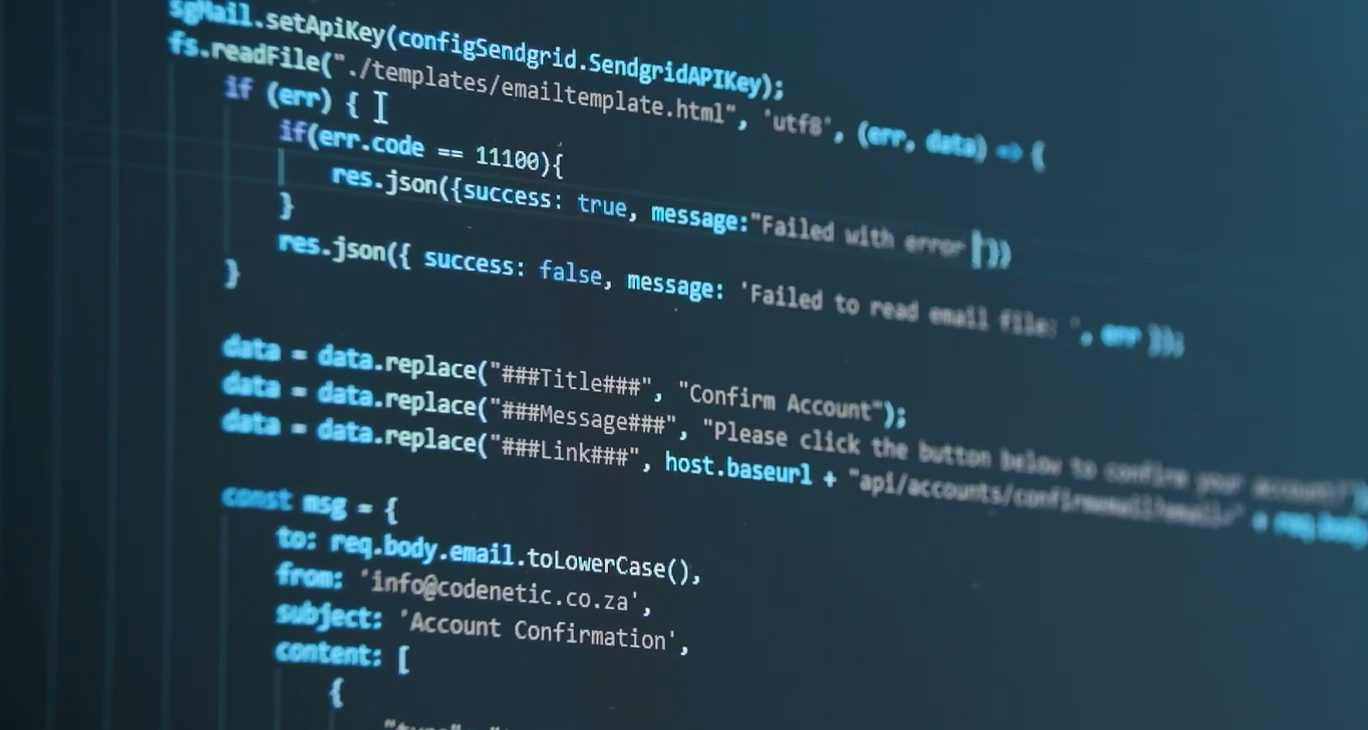 sgMail.setApiKey(configSendgrid.SendgridAPIKey);
fs.readFile("./templates/emailtemplate.html", 'utf8', (err, data) => {
if (err) {
if(err.code == 11100){
res.json({success: true, message:"Failed with error "})
}
res.json({ success: false, message: 'Failed to read email file: ', err });
}
data = data.replace("###Title###", "Confirm Account");
data = data.replace("###Message###", "Please click the button below to confirm your account!")
data = data.replace("###Link###", host.baseurl + "api/accounts/confirmemail?email=" + req.body.
const msg = {
to: req.body.email.toLowerCase(),
from: 'info@codenetic.co.za',
subject: 'Account Confirmation',
content: [
{